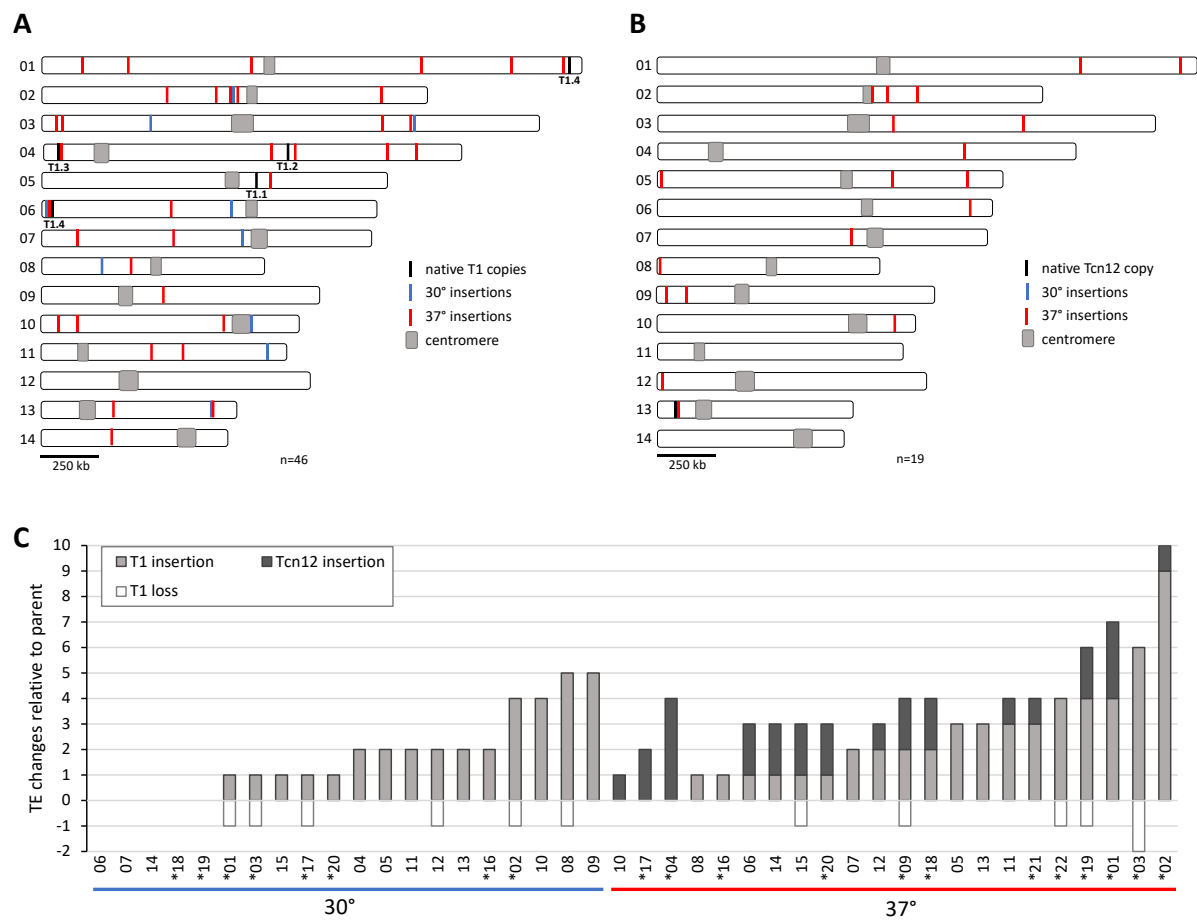 A
01
T1.4
02
03
04
T1.3
T1.2
05
T1.1
06
T1.4
07
08
09
10
11
12
13
14
native T1 copies
30° insertions
37° insertions
centromere
250 kb
n=46
B
01
02
03
04
05
06
07
08
09
10
11
12
13
14
native Tcn12 copy
30° insertions
37° insertions
centromere
250 kb
n=19
C
TE changes relative to parent
10
9
8
7
6
5
4
3
2
1
0
-1
-2
T1 insertion
Tcn12 insertion
T1 loss
06 07 14 *18 *19 *01 *03 15 *17 *20 04 05 11 12 13 *16 *02 10 08 09 10 *17 *04 08 *16 06 14 15 *20 07 12 *09 *18 05 13 11 *21 *22 *19 *01 *03 *02
30°
37°